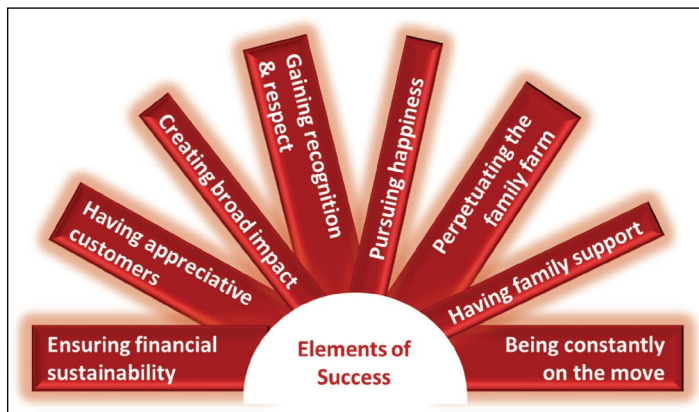 Ensuring financial
sustainability
Having appreciative
customers
Creating broad impact
Gaining recognition
& respect
Pursuing happiness
Perpetuating the
family farm
Having family support
Being constantly
on the move
Elements of
Success